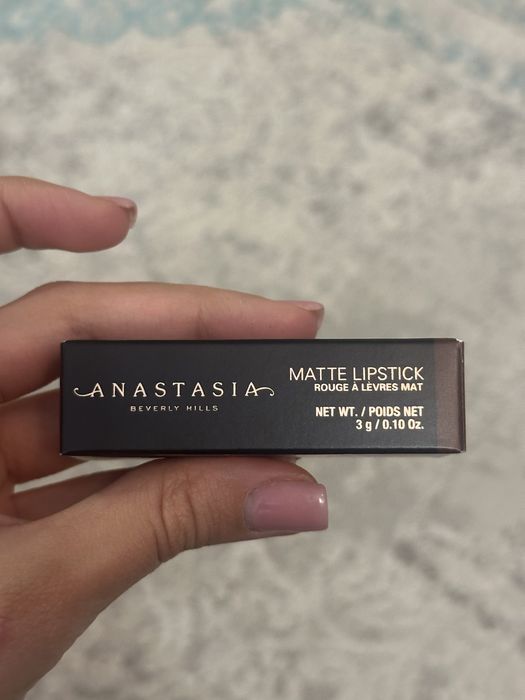 ANASTASIA
BEVERLY HILLS
MATTE LIPSTICK
ROUGE À LÈVRES MAT
NET WT. / POIDS NET
3 g / 0.10 Oz.